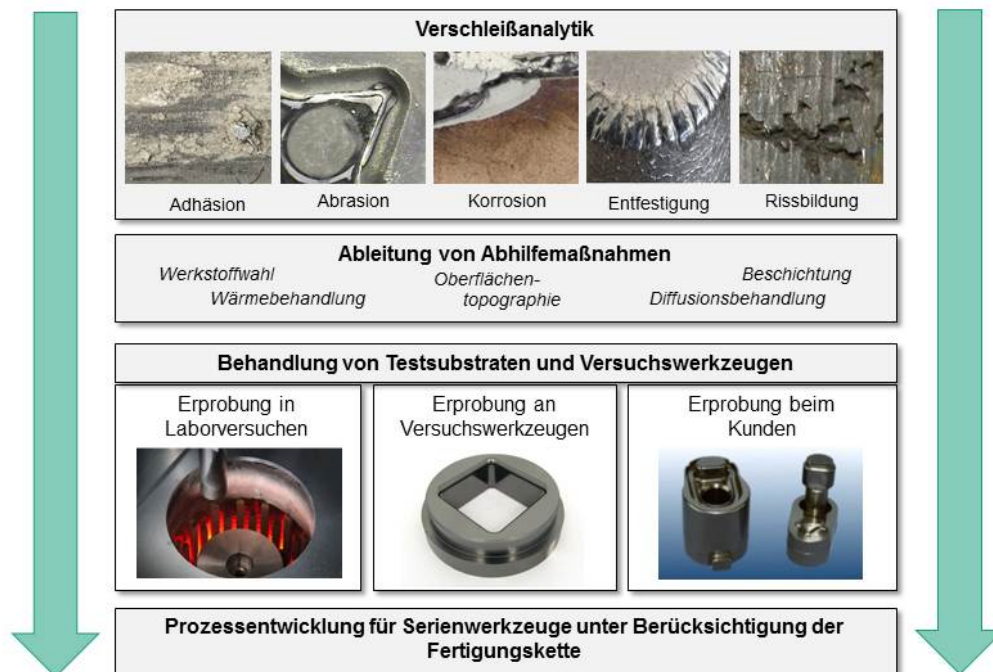 Verschleißanalytik
Adhäsion
Abrasion
Korrosion
Entfestigung
Rissbildung
Ableitung von Abhilfemaßnahmen
Werkstoffwahl
Wärmebehandlung
Oberflächen-
topographie
Beschichtung
Diffusionsbehandlung
Behandlung von Testsubstraten und Versuchswerkzeugen
Erprobung in
Laborversuchen
Erprobung an
Versuchswerkzeugen
Erprobung beim
Kunden
Prozessentwicklung für Serienwerkzeuge unter Berücksichtigung der
Fertigungskette